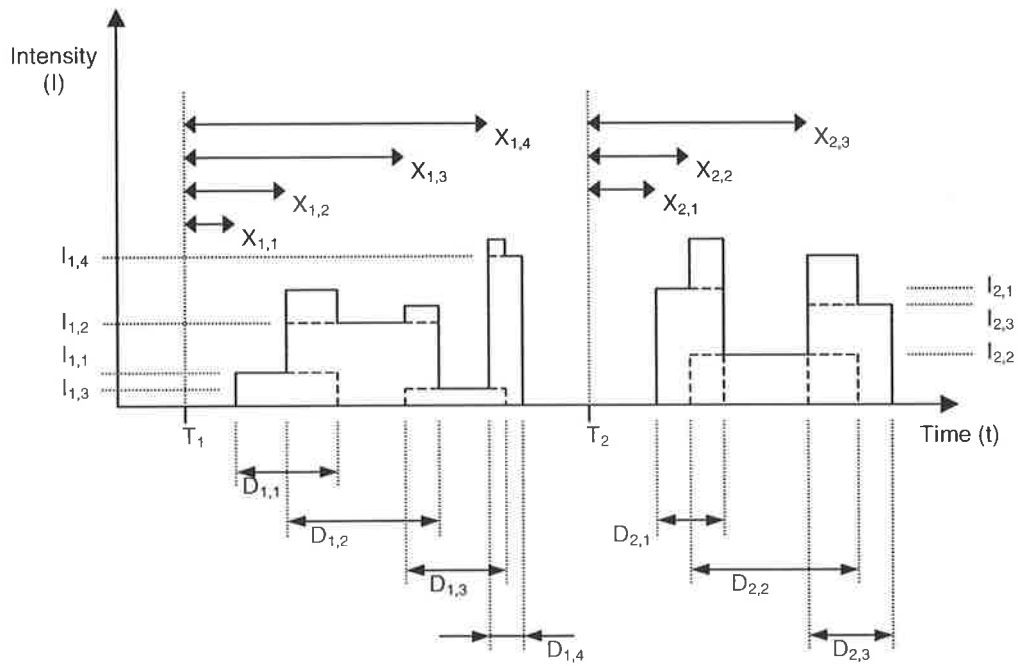 Intensity
(I)
X1,4
X2,3
X1,3
X2,2
X1,2
X2,1
X1,1
I1,4
I2,1
I1,2
I2,3
I1,1
I2,2
I1,3
T1
T2
Time (t)
D1,1
D1,2
D2,1
D1,3
D2,2
D1,4
D2,3